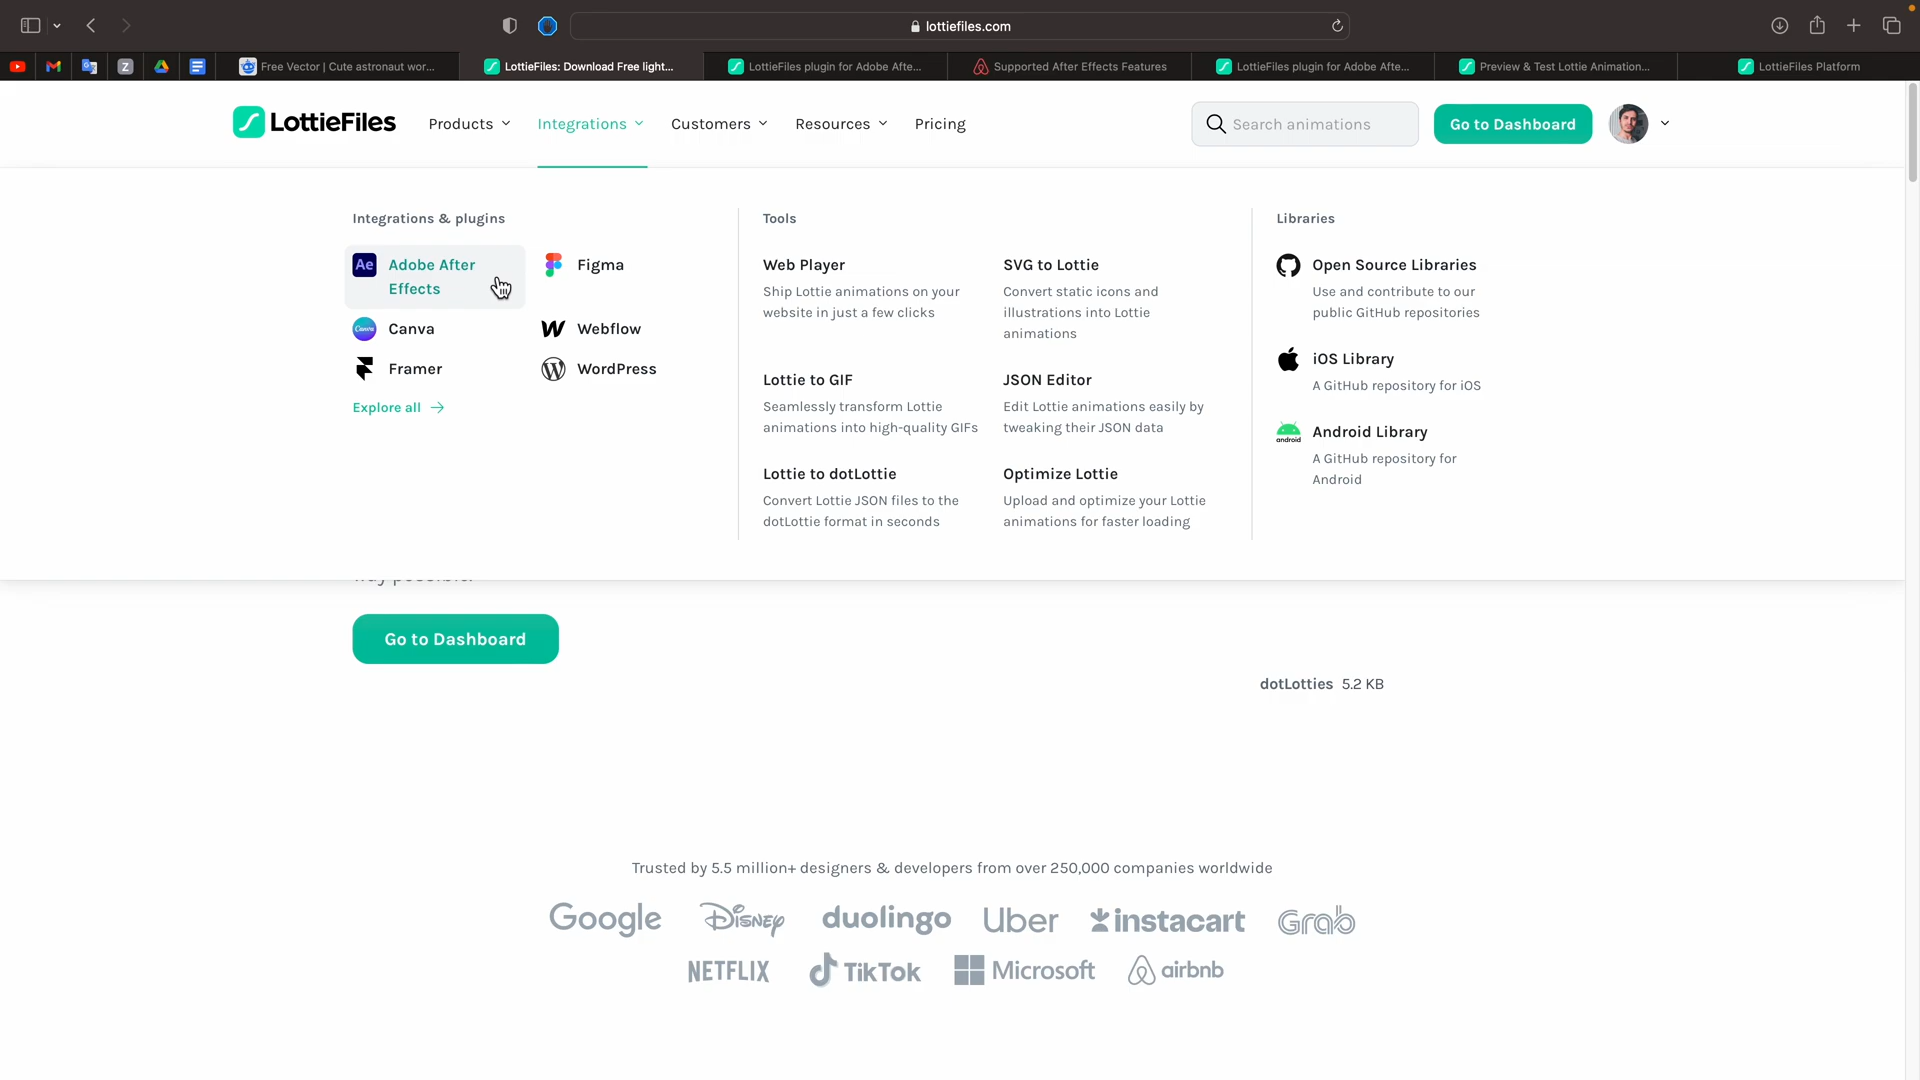 lottiefiles.com
Free Vector | Cute astronaut wor...
LottieFiles: Download Free light...
LottieFiles plugin for Adobe Afte...
Supported After Effects Features
LottieFiles plugin for Adobe Afte...
Preview & Test Lottie Animation...
LottieFiles Platform
LottieFiles
Products
Integrations
Customers
Resources
Pricing
Search animations
Go to Dashboard
Integrations & plugins
Ae
Adobe After
Effects
Figma
Canva
Canva
Webflow
Framer
WordPress
Explore all
Tools
Web Player
Ship Lottie animations on your
website in just a few clicks
SVG to Lottie
Convert static icons and
illustrations into Lottie
animations
Lottie to GIF
Seamlessly transform Lottie
animations into high-quality GIFs
JSON Editor
Edit Lottie animations easily by
tweaking their JSON data
Lottie to dotLottie
Convert Lottie JSON files to the
dotLottie format in seconds
Optimize Lottie
Upload and optimize your Lottie
animations for faster loading
Libraries
Open Source Libraries
Use and contribute to our
public GitHub repositories
iOS Library
A GitHub repository for iOS
android
Android Library
A GitHub repository for
Android
Go to Dashboard
dotLotties 5.2 KB
Trusted by 5.5 million+ designers & developers from over 250,000 companies worldwide
Google
Disney
duolingo
Uber
instacart
Grab
NETFLIX
TikTok
Microsoft
airbnb